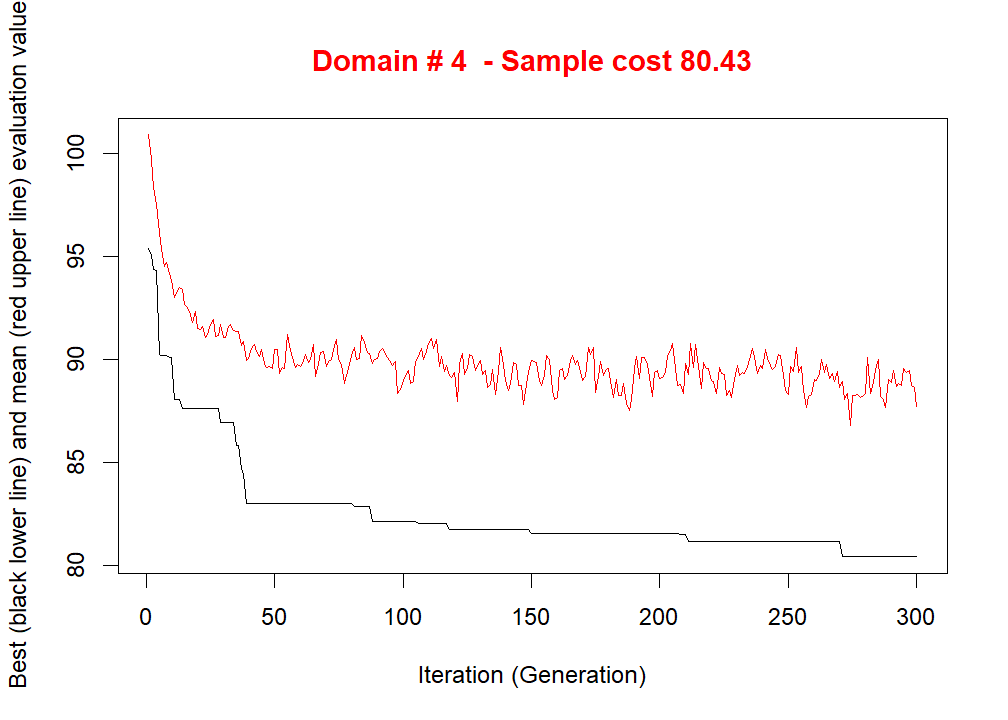 Domain # 4  - Sample cost 80.43
Best (black lower line) and mean (red upper line) evaluation value
100
95
90
85
80
0 50 100 150 200 250 300
Iteration (Generation)